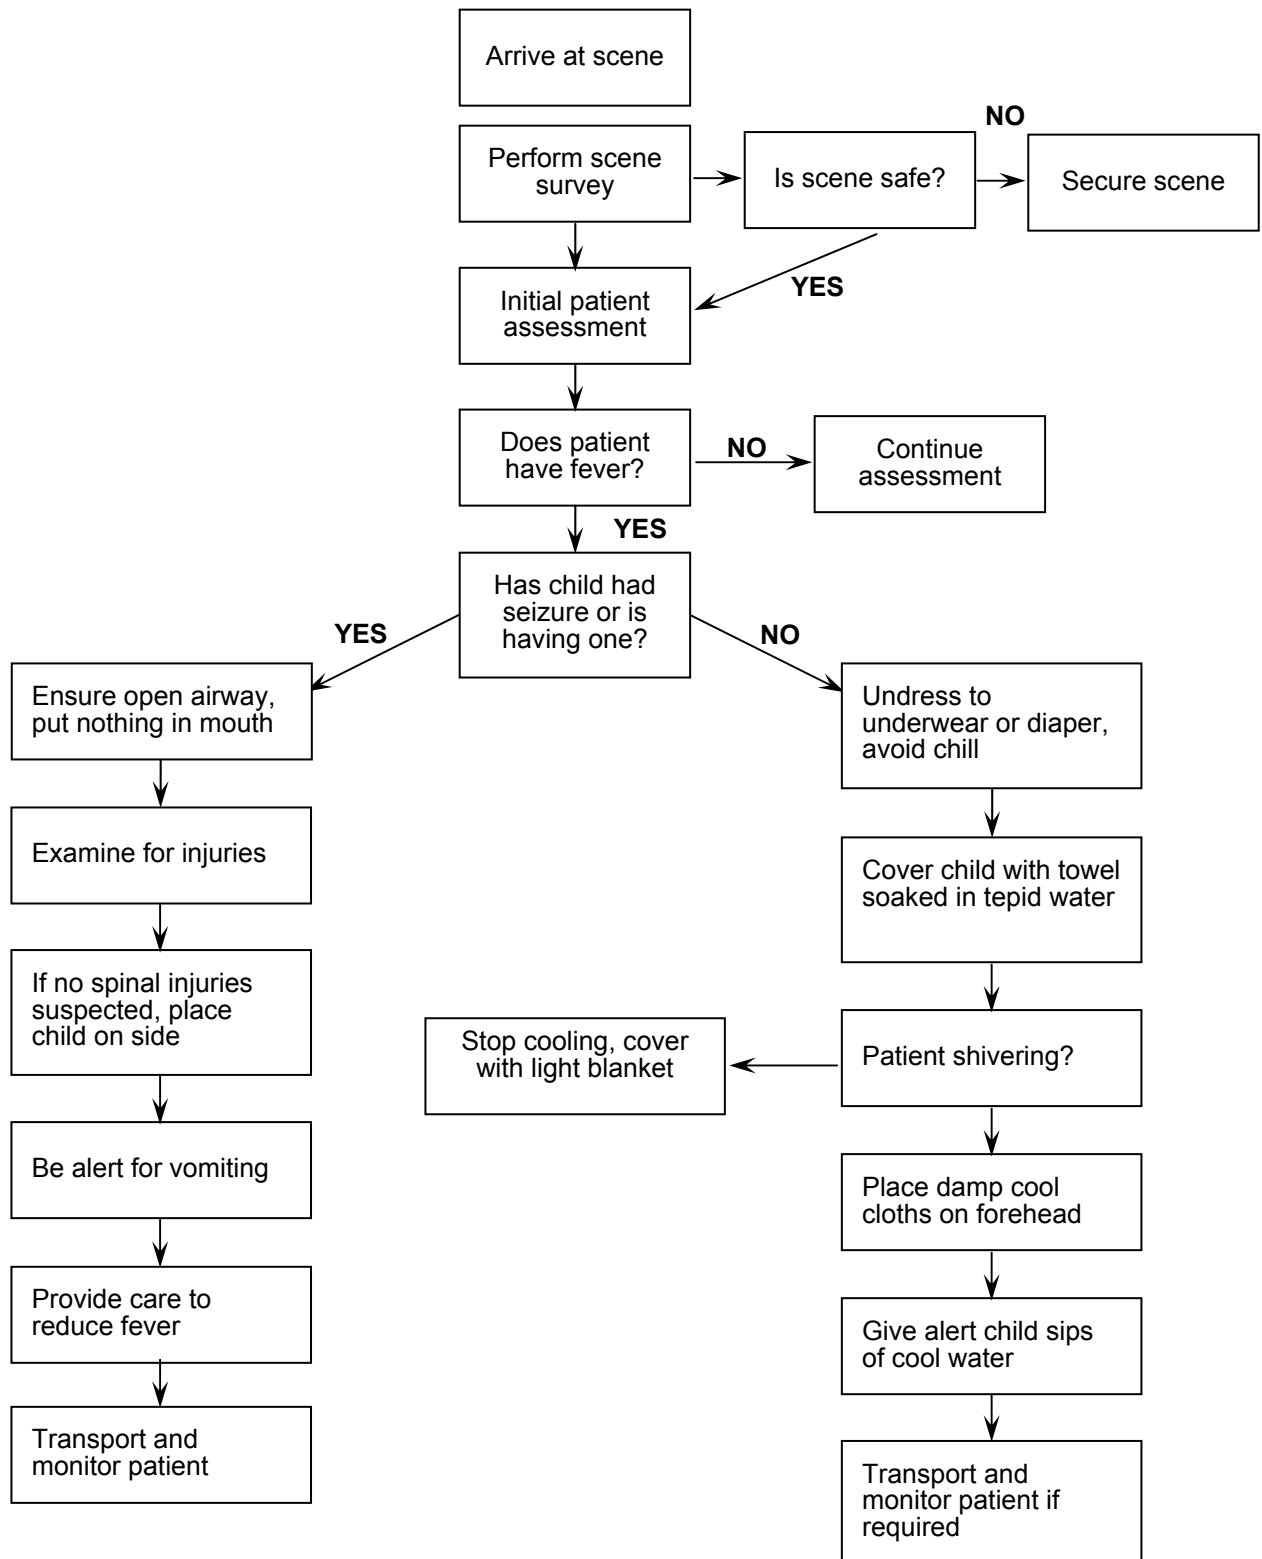 Arrive at scene
NO
Perform scene
survey
Is scene safe?
Secure scene
YES
Initial patient
assessment
Does patient
have fever?
NO
Continue
assessment
YES
Has child had
seizure or is
having one?
YES
NO
Ensure open airway,
put nothing in mouth
Examine for injuries
If no spinal injuries
suspected, place
child on side
Be alert for vomiting
Provide care to
reduce fever
Transport and
monitor patient
Undress to
underwear or diaper,
avoid chill
Cover child with towel
soaked in tepid water
Patient shivering?
Stop cooling, cover
with light blanket
Place damp cool
cloths on forehead
Give alert child sips
of cool water
Transport and
monitor patient if
required